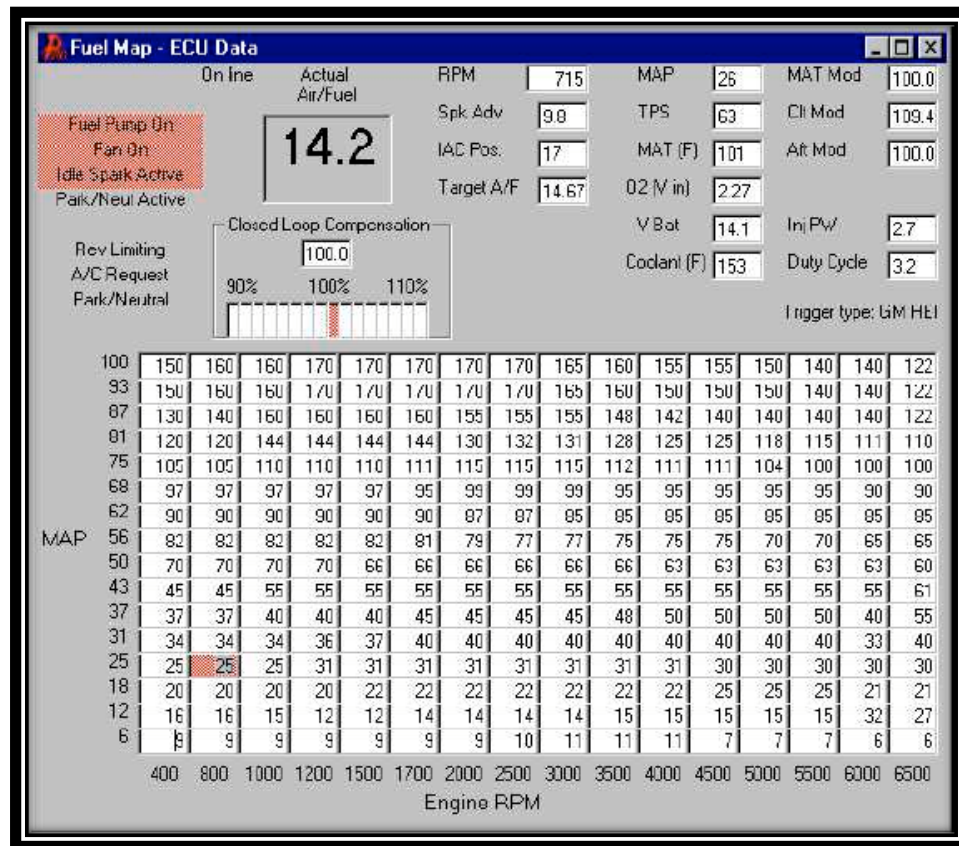 Fuel Map - ECU Data
On line Actual Air/Fuel RPM 715 MAP 26 MAT Mod 100.0
14.2 Spk Adv 9.8 TPS 63 Clt Mod 109.4
Fuel Pump On
Fan On IAC Pos. 17 MAT (F) 101 Aft Mod 100.0
Idle Spark Active Target A/F 14.67 O2 (V in) 2.27
Park/Neut Active
Closed Loop Compensation V Bat 14.1 Inj PW 2.7
Rev Limiting 100.0 Coolant (F) 153 Duty Cycle 3.2
A/C Request 90% 100% 110%
Park/Neutral
Trigger type: GM HEI
100 150 160 160 170 170 170 170 170 165 160 155 155 150 140 140 122
93 150 160 160 170 170 170 170 170 165 160 150 150 150 140 140 122
87 130 140 160 160 160 160 155 155 155 148 142 140 140 140 140 122
81 120 120 144 144 144 144 130 132 131 128 125 125 118 115 111 110
75 105 105 110 110 110 111 115 115 115 112 111 111 104 100 100 100
68 97 97 97 97 97 95 99 99 99 95 95 95 95 95 90 90
62 90 90 90 90 90 90 87 87 85 85 85 85 85 85 85 85
MAP 56 82 82 82 82 82 81 79 77 77 75 75 75 70 70 65 65
50 70 70 70 70 66 66 66 66 66 66 63 63 63 63 63 60
43 45 45 55 55 55 55 55 55 55 55 55 55 55 55 55 61
37 37 37 40 40 40 45 45 45 45 48 50 50 50 50 40 55
31 34 34 34 36 37 40 40 40 40 40 40 40 40 40 33 40
25 25 25 25 31 31 31 31 31 31 31 31 30 30 30 30 30
18 20 20 20 20 22 22 22 22 22 22 22 25 25 25 21 21
12 16 16 15 12 12 14 14 14 14 15 15 15 15 15 32 27
6 9 9 9 9 9 9 9 10 11 11 11 7 7 7 6 6
400 800 1000 1200 1500 1700 2000 2500 3000 3500 4000 4500 5000 5500 6000 6500
Engine RPM